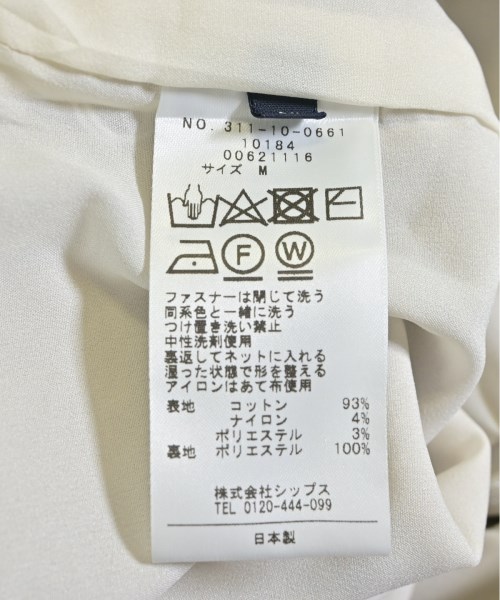 NO. 311-10-0661
10184
00621116
サイズ M
F W
ファスナーは閉じて洗う
同系色と一緒に洗う
つけ置き洗い禁止
中性洗剤使用
裏返してネットに入れる
湿った状態で形を整える
アイロンはあて布使用
表地 コットン 93%
ナイロン 4%
ポリエステル 3%
裏地 ポリエステル 100%
株式会社シップス
TEL 0120-444-099
日本製